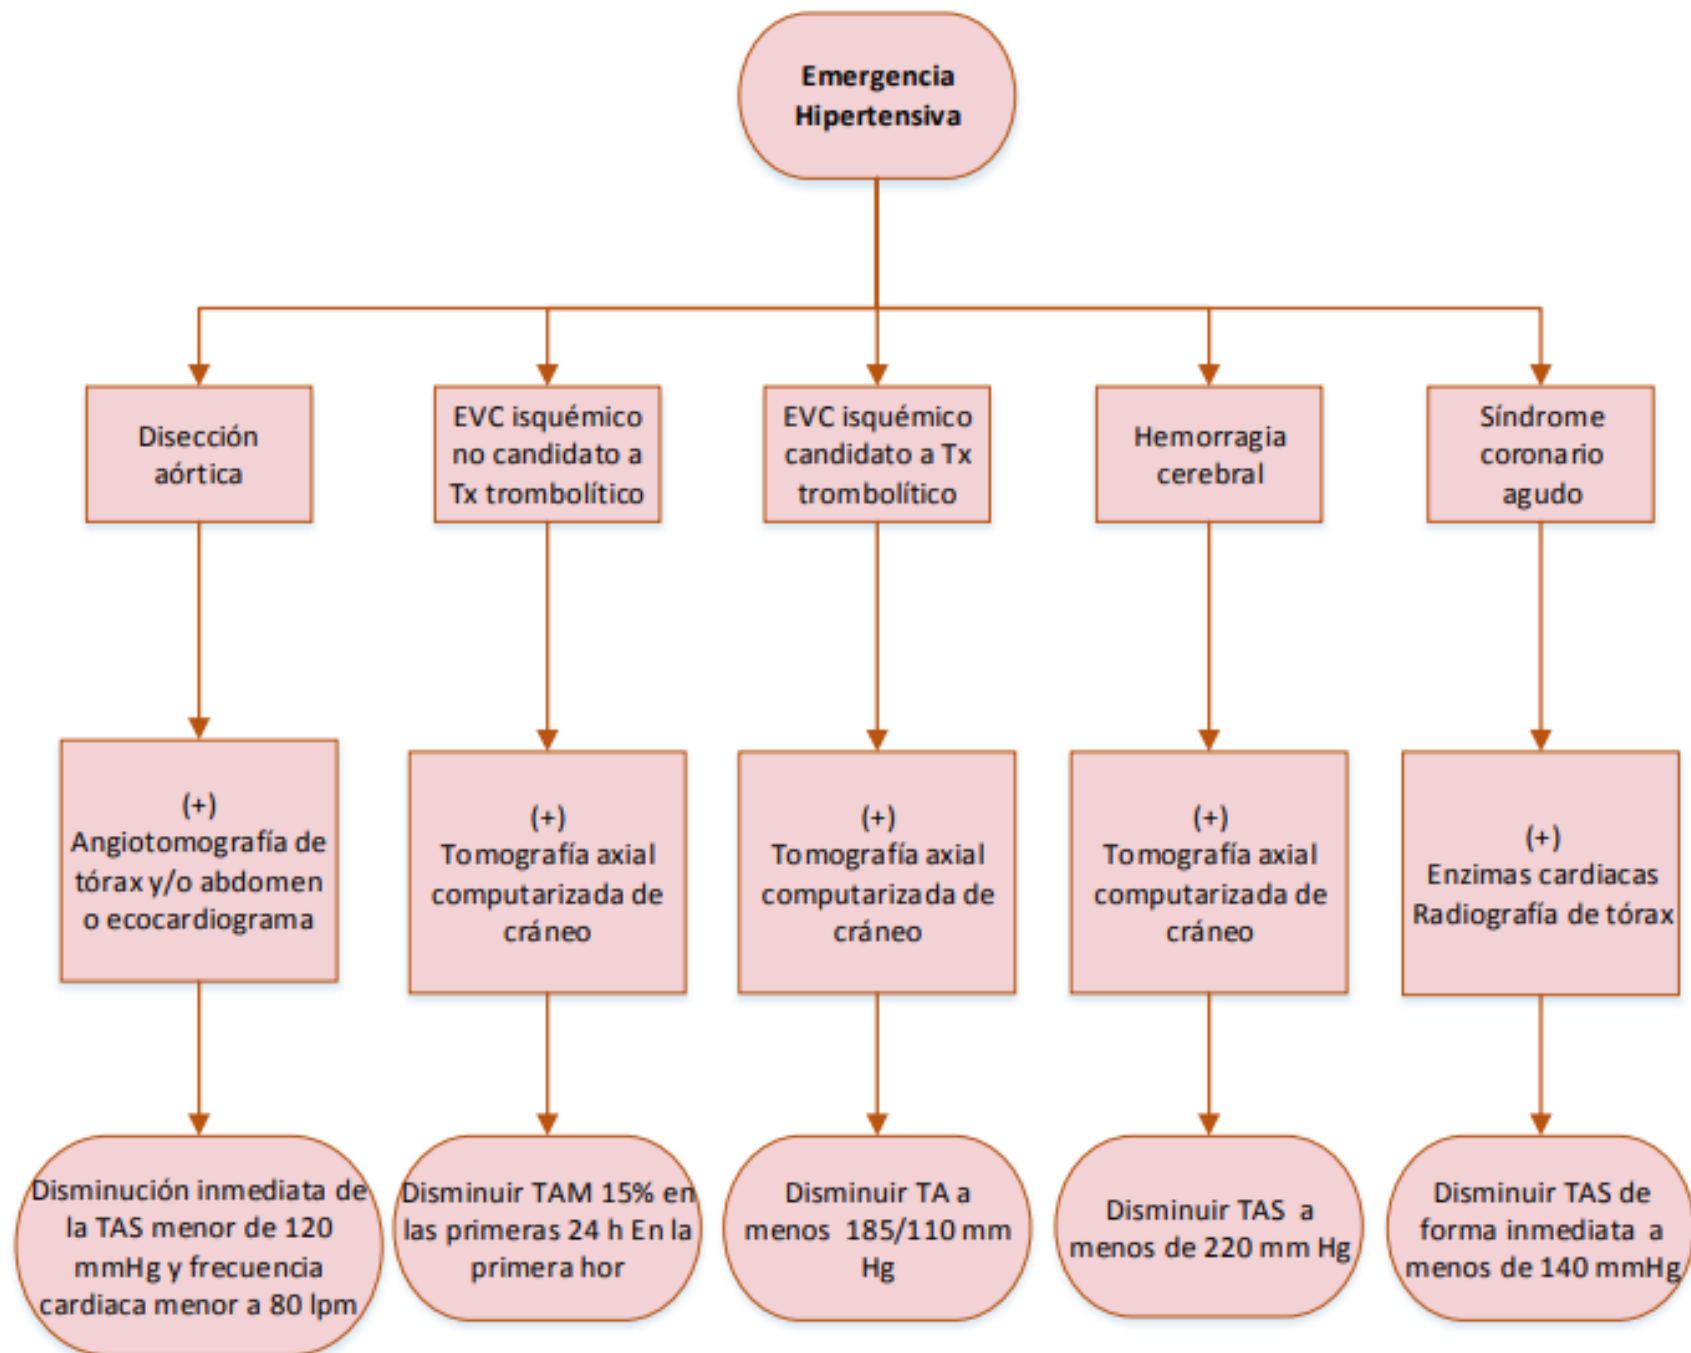 Emergencia
Hipertensiva
Disección
aórtica
EVC isquémico
no candidato a
Tx trombolítico
EVC isquémico
candidato a Tx
trombolítico
Hemorragia
cerebral
Síndrome
coronario
agudo
(+)
Angiotomografía de
tórax y/o abdomen
o ecocardiograma
(+)
Tomografía axial
computarizada de
cráneo
(+)
Tomografía axial
computarizada de
cráneo
(+)
Tomografía axial
computarizada de
cráneo
(+)
Enzimas cardiacas
Radiografía de tórax
Disminución inmediata de
la TAS menor de 120
mmHg y frecuencia
cardiaca menor a 80 lpm
Disminuir TAM 15% en
las primeras 24 h En la
primera hor
Disminuir TA a
menos 185/110 mm
Hg
Disminuir TAS a
menos de 220 mm Hg
Disminuir TAS de
forma inmediata a
menos de 140 mmHg